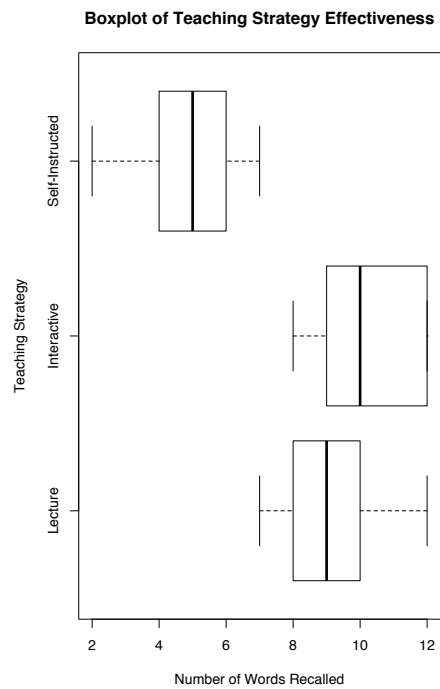 Boxplot of Teaching Strategy Effectiveness
Self-Instructed
Interactive
Lecture
Teaching Strategy
2 4 6 8 10 12
Number of Words Recalled